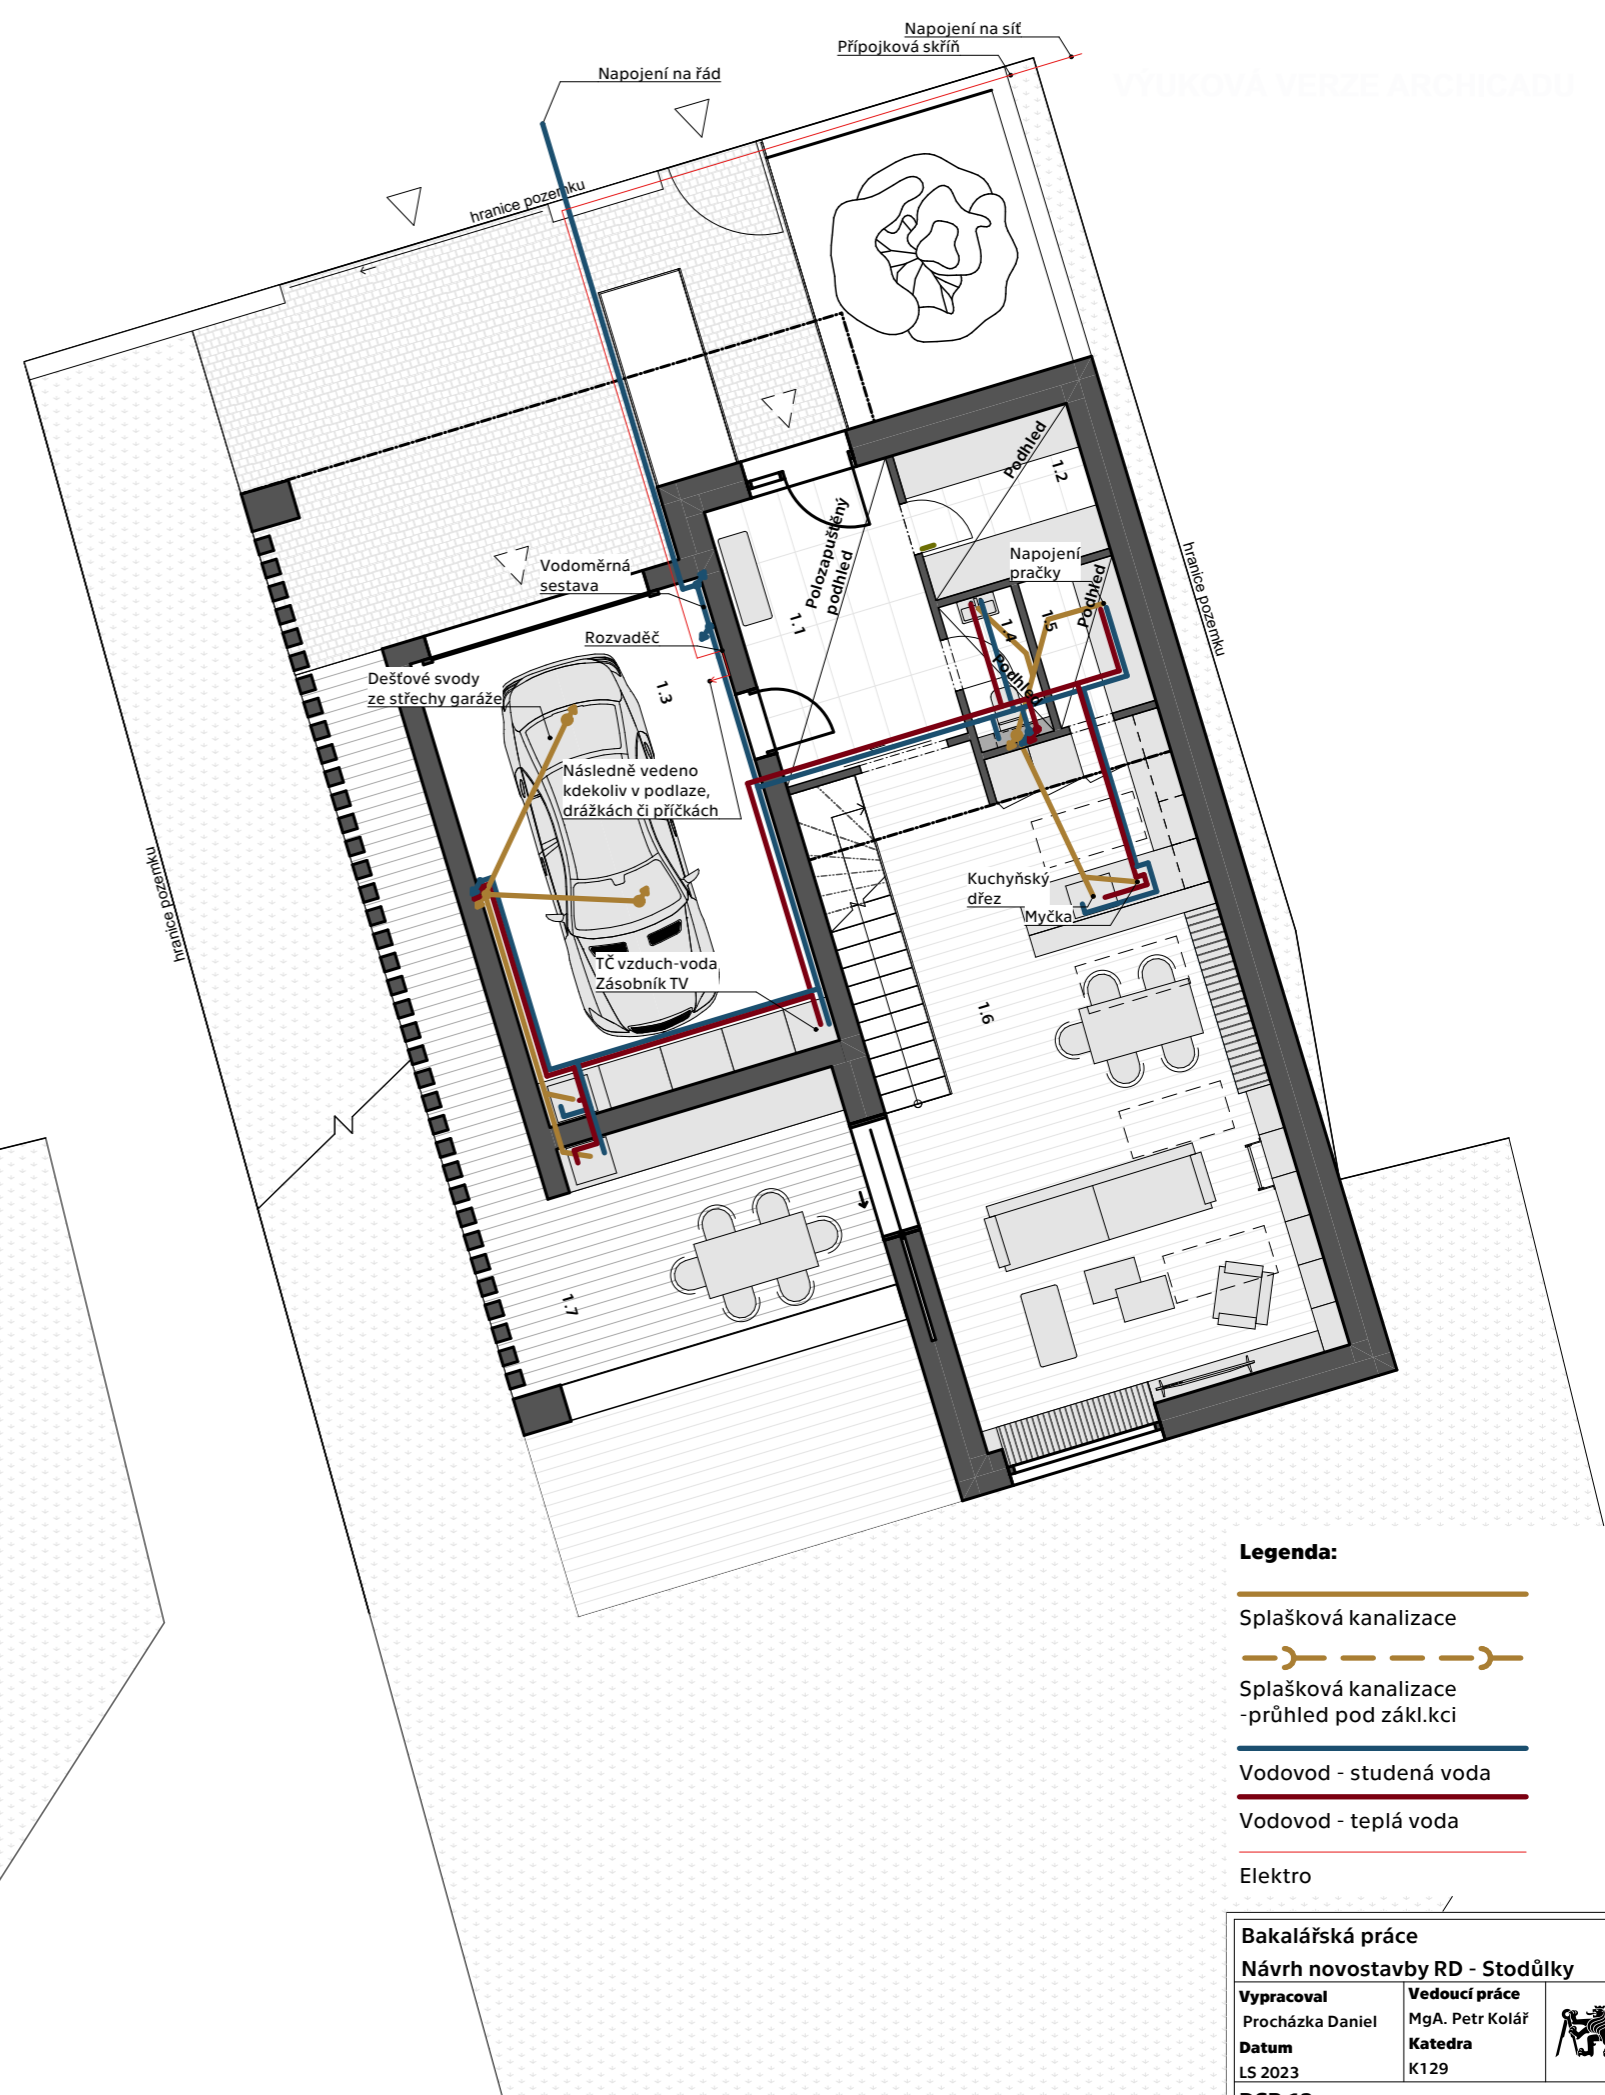 Napojení na síť
Přípojková skříň
Napojení na řád
VÝUKOVÁ VERZE ARCHICADU
hranice pozemku
Podhled
1.2
Polozapuštěný
podhled
1.1
Napojení
pračky
Podhled
1.5
1.4
Podhled
hranice pozemku
Vodoměrná
sestava
Rozvaděč
Dešťové svody
ze střechy garáže
1.3
Následně vedeno
kdekoliv v podlaze,
drážkách či příčkách
hranice pozemku
Kuchyňský
dřez
Myčka
TČ vzduch-voda
Zásobník TV
1.6
1.7
Legenda:
Splašková kanalizace
Splašková kanalizace
-průhled pod zákl.kci
Vodovod - studená voda
Vodovod - teplá voda
Elektro
Bakalářská práce
Návrh novostavby RD - Stodůlky
Vypracoval
Procházka Daniel
Datum
LS 2023
Vedoucí práce
MgA. Petr Kolář
Katedra
K129